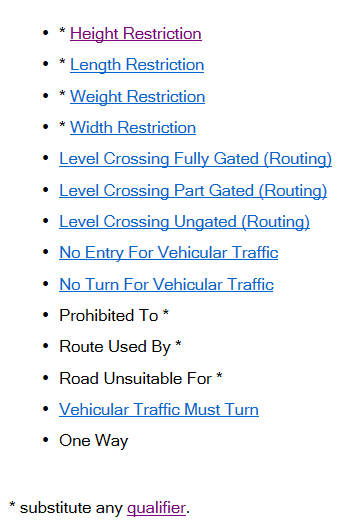 • * Height Restriction
• * Length Restriction
• * Weight Restriction
• * Width Restriction
• Level Crossing Fully Gated (Routing)
• Level Crossing Part Gated (Routing)
• Level Crossing Ungated (Routing)
• No Entry For Vehicular Traffic
• No Turn For Vehicular Traffic
• Prohibited To *
• Route Used By *
• Road Unsuitable For *
• Vehicular Traffic Must Turn
• One Way
* substitute any qualifier.